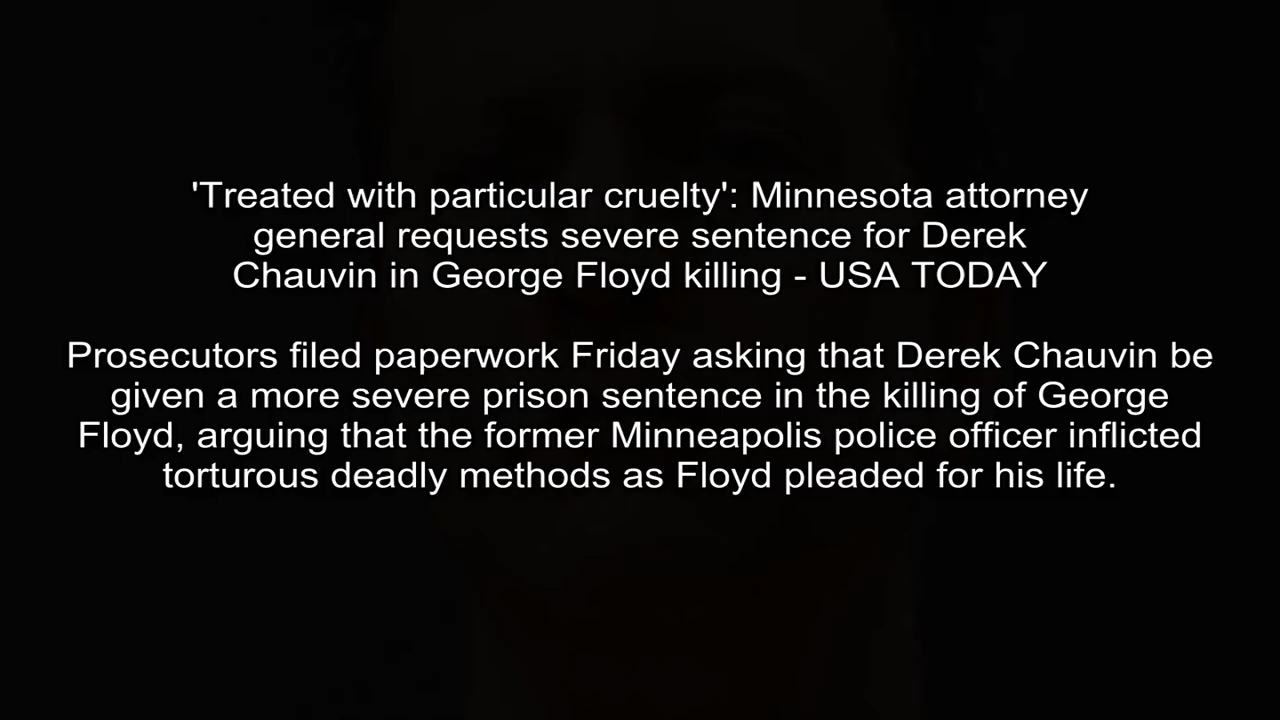 'Treated with particular cruelty': Minnesota attorney
general requests severe sentence for Derek
Chauvin in George Floyd killing - USA TODAY
Prosecutors filed paperwork Friday asking that Derek Chauvin be
given a more severe prison sentence in the killing of George
Floyd, arguing that the former Minneapolis police officer inflicted
torturous deadly methods as Floyd pleaded for his life.